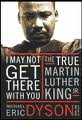 I MAY NOT
GET
THERE
WITH YOU
THE TRUE
MARTIN
LUTHER
KING JR.
MICHAEL
ERIC DYSON